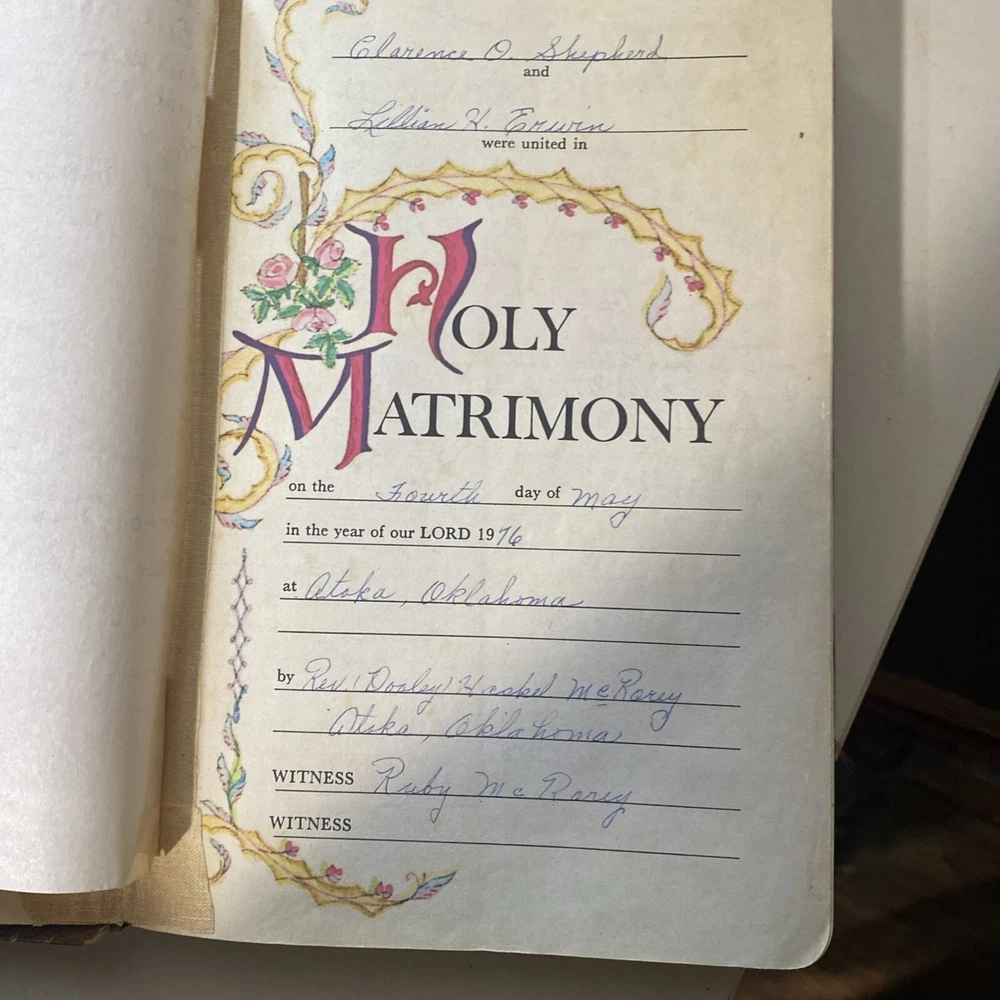 Clarence O. Shepherd
and
Lillian H. Erwin
were united in
HOLY
MATRIMONY
on the Fourth day of May
in the year of our LORD 1976
at Atoka, Oklahoma
by Rev. (Dooley) Haskel McRorey
Atoka, Oklahoma
WITNESS Ruby McRorey
WITNESS